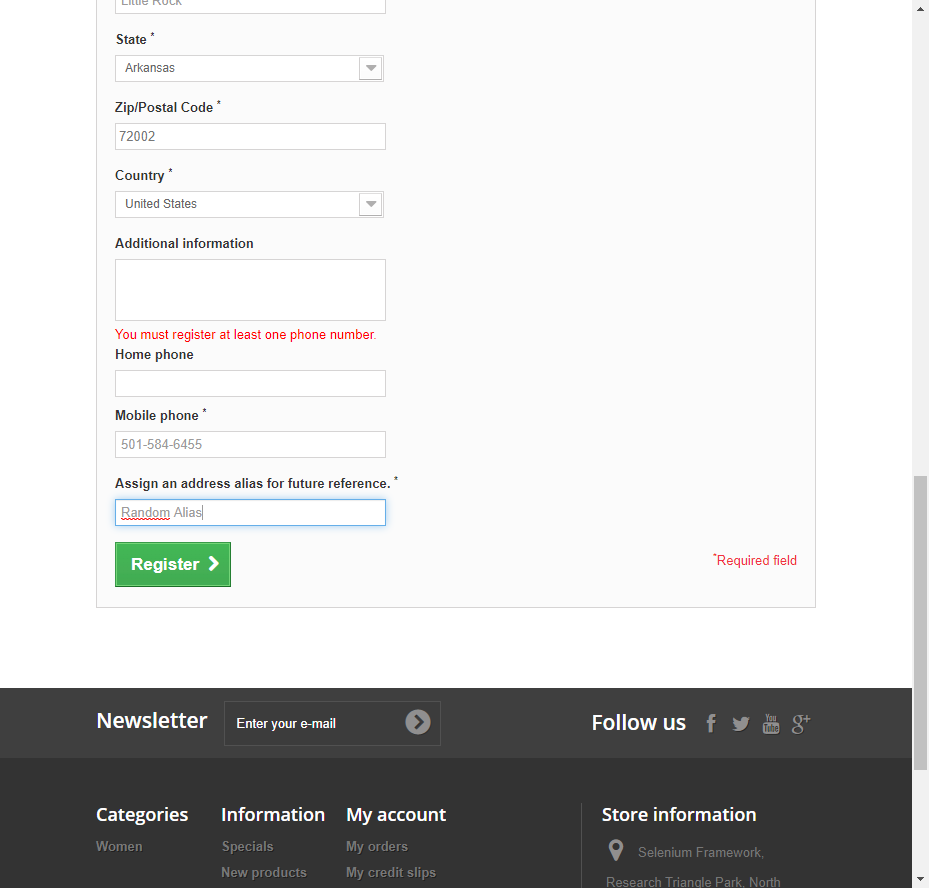 Little Rock
State *
Arkansas
Zip/Postal Code *
72002
Country *
United States
Additional information
You must register at least one phone number.
Home phone
Mobile phone *
501-584-6455
Assign an address alias for future reference. *
Random Alias
Register
*Required field
Newsletter
Enter your e-mail
Follow us
You Tube
g+
Categories
Information
My account
Store information
Women
Specials
My orders
Selenium Framework,
New products
My credit slips
Research Triangle Park, North